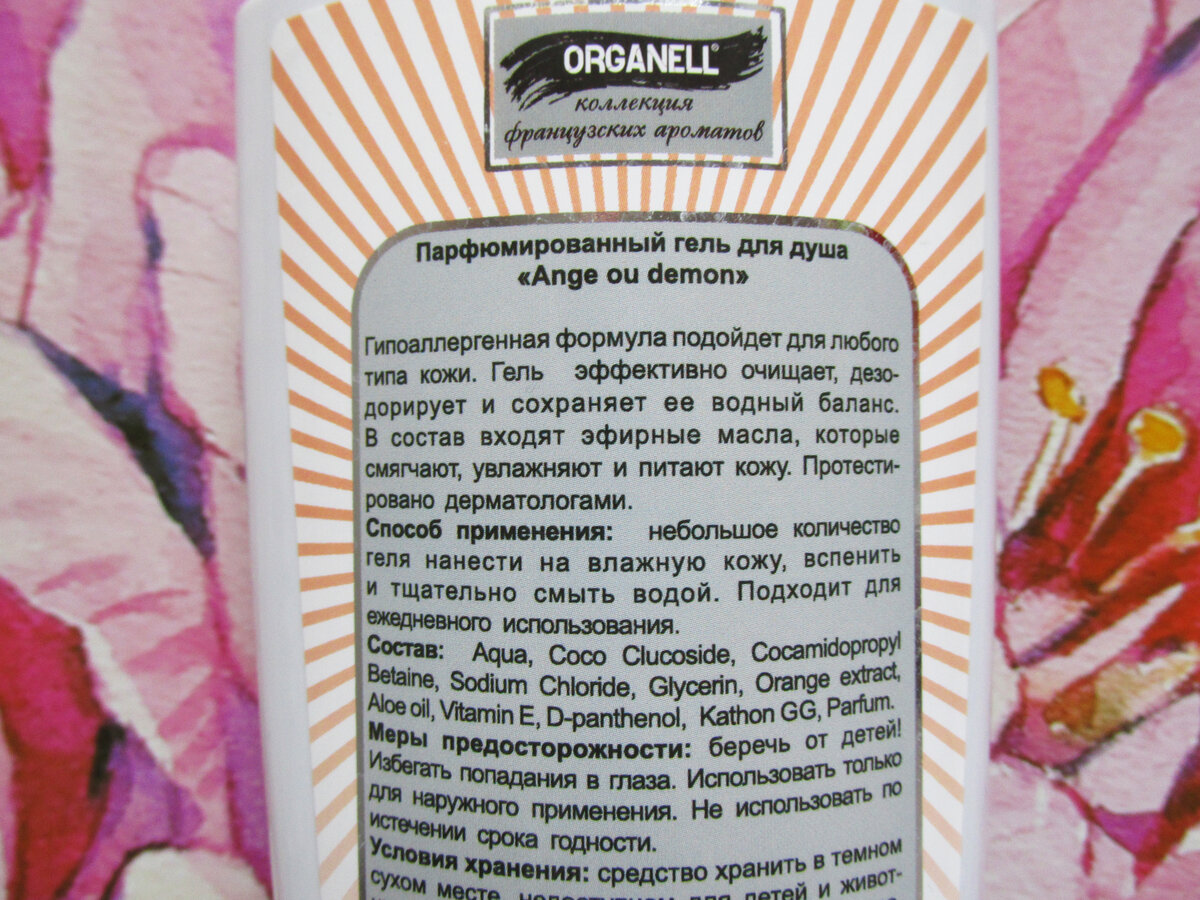 ORGANELL®
коллекция
французских ароматов
Парфюмированный гель для душа
«Ange ou demon»
Гипоаллергенная формула подойдет для любого
типа кожи. Гель эффективно очищает, дезо-
дорирует и сохраняет ее водный баланс.
В состав входят эфирные масла, которые
смягчают, увлажняют и питают кожу. Протести-
ровано дерматологами.
Способ применения: небольшое количество
геля нанести на влажную кожу, вспенить
и тщательно смыть водой. Подходит для
ежедневного использования.
Состав: Aqua, Coco Clucoside, Cocamidopropyl
Betaine, Sodium Chloride, Glycerin, Orange extract,
Aloe oil, Vitamin E, D-panthenol, Kathon GG, Parfum.
Меры предосторожности: беречь от детей!
Избегать попадания в глаза. Использовать только
для наружного применения. Не использовать по
истечении срока годности.
Условия хранения: средство хранить в темном
сухом месте, недоступном для детей и живот-